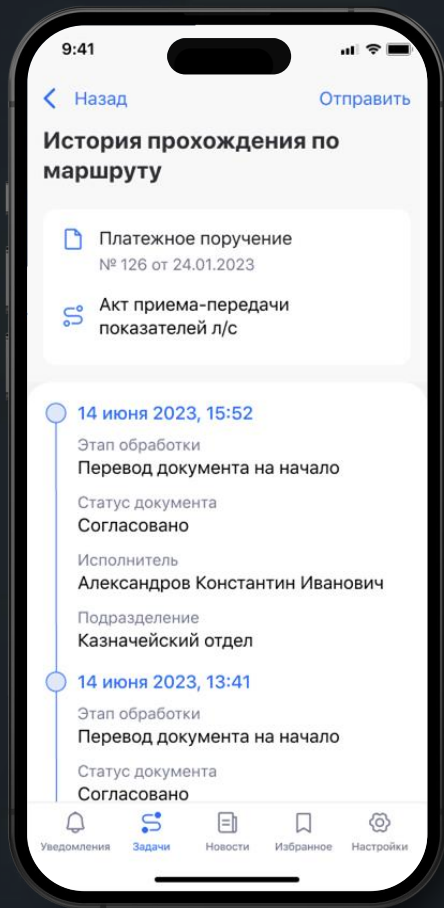 9:41
Назад
Отправить
История прохождения по
маршруту
Платежное поручение
№ 126 от 24.01.2023
Акт приема-передачи
показателей л/с
14 июня 2023, 15:52
Этап обработки
Перевод документа на начало
Статус документа
Согласовано
Исполнитель
Александров Константин Иванович
Подразделение
Казначейский отдел
14 июня 2023, 13:41
Этап обработки
Перевод документа на начало
Статус документа
Согласовано
Уведомления
Задачи
Новости
Избранное
Настройки